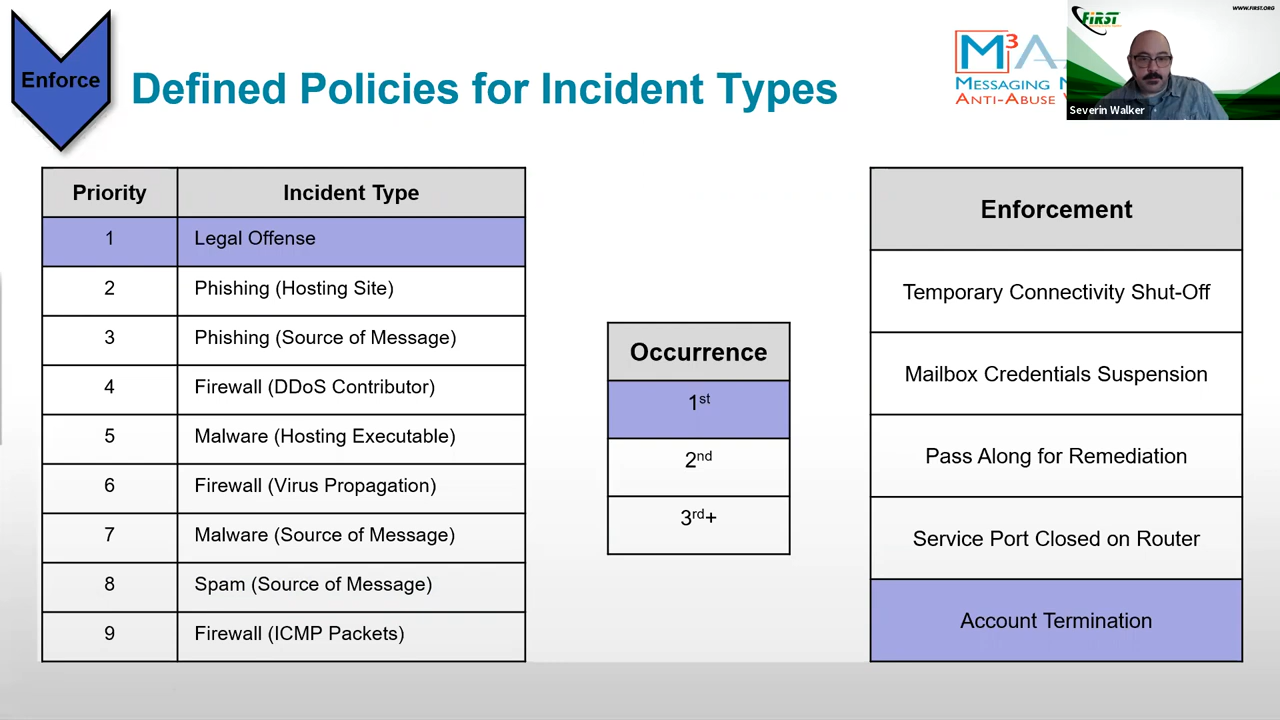 Enforce
Defined Policies for Incident Types
M3A
MESSAGING
ANTI-ABUSE
FIRST
WWW.FIRST.ORG
Severin Walker
Priority Incident Type
1 Legal Offense
2 Phishing (Hosting Site)
3 Phishing (Source of Message)
4 Firewall (DDoS Contributor)
5 Malware (Hosting Executable)
6 Firewall (Virus Propagation)
7 Malware (Source of Message)
8 Spam (Source of Message)
9 Firewall (ICMP Packets)
Occurrence
1st
2nd
3rd+
Enforcement
Temporary Connectivity Shut-Off
Mailbox Credentials Suspension
Pass Along for Remediation
Service Port Closed on Router
Account Termination